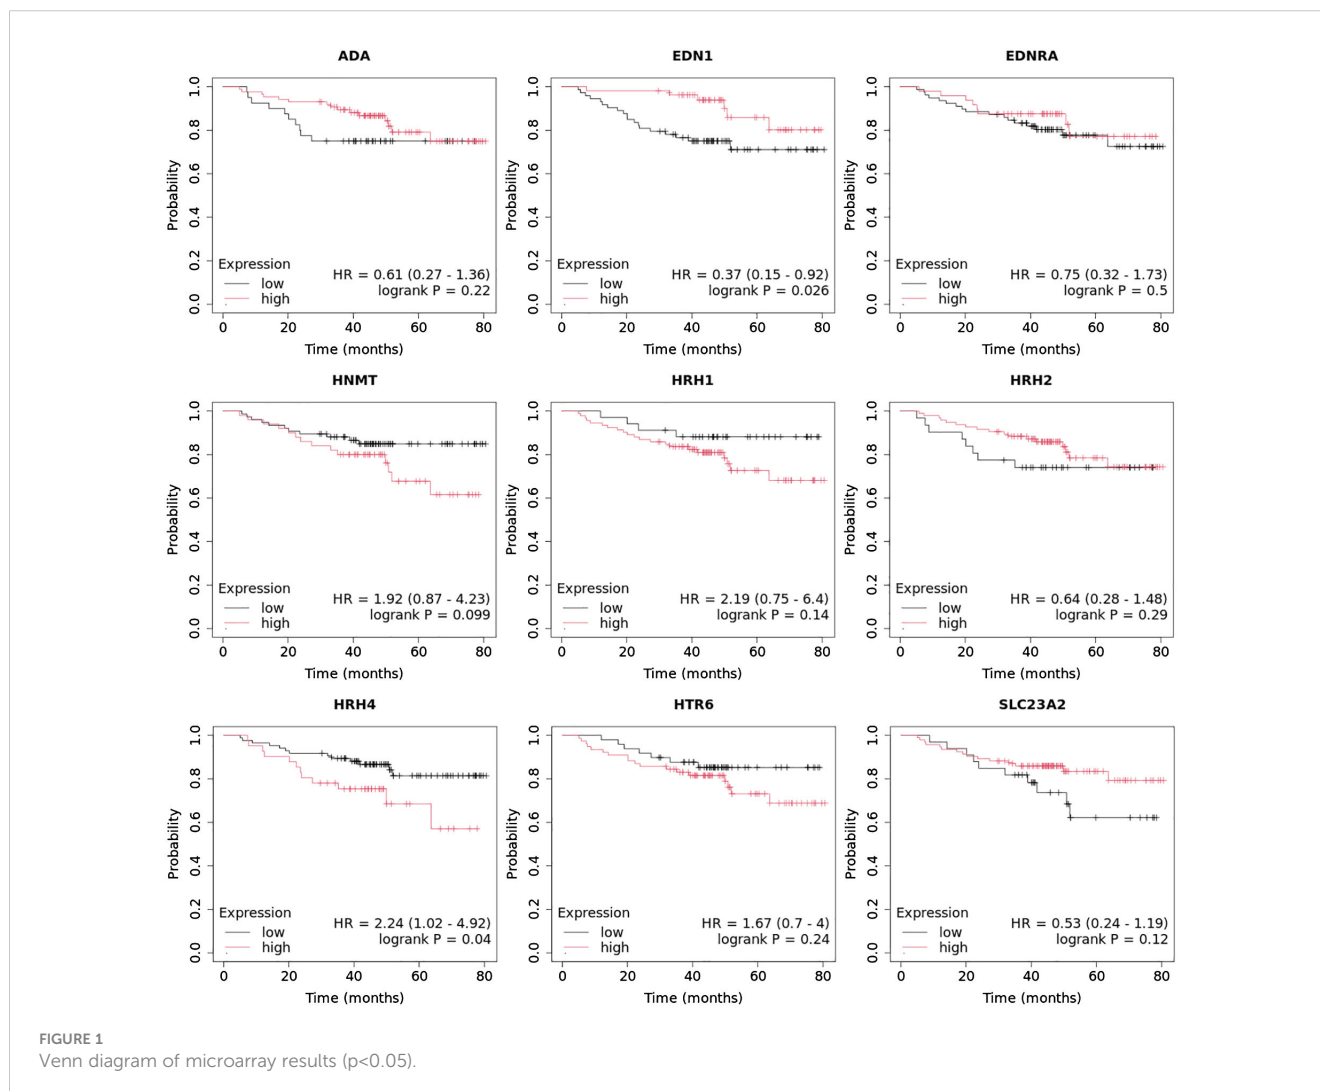 ADA
EDN1
EDNRA
Probability
1.0
0.8
0.6
0.4
0.2
0.0
Expression
low
high
HR = 0.61 (0.27 - 1.36)
logrank P = 0.22
0 20 40 60 80
Time (months)
Probability
1.0
0.8
0.6
0.4
0.2
0.0
Expression
low
high
HR = 0.37 (0.15 - 0.92)
logrank P = 0.026
0 20 40 60 80
Time (months)
Probability
1.0
0.8
0.6
0.4
0.2
0.0
Expression
low
high
HR = 0.75 (0.32 - 1.73)
logrank P = 0.5
0 20 40 60 80
Time (months)
HNMT
HRH1
HRH2
Probability
1.0
0.8
0.6
0.4
0.2
0.0
Expression
low
high
HR = 1.92 (0.87 - 4.23)
logrank P = 0.099
0 20 40 60 80
Time (months)
Probability
1.0
0.8
0.6
0.4
0.2
0.0
Expression
low
high
HR = 2.19 (0.75 - 6.4)
logrank P = 0.14
0 20 40 60 80
Time (months)
Probability
1.0
0.8
0.6
0.4
0.2
0.0
Expression
low
high
HR = 0.64 (0.28 - 1.48)
logrank P = 0.29
0 20 40 60 80
Time (months)
HRH4
HTR6
SLC23A2
Probability
1.0
0.8
0.6
0.4
0.2
0.0
Expression
low
high
HR = 2.24 (1.02 - 4.92)
logrank P = 0.04
0 20 40 60 80
Time (months)
Probability
1.0
0.8
0.6
0.4
0.2
0.0
Expression
low
high
HR = 1.67 (0.7 - 4)
logrank P = 0.24
0 20 40 60 80
Time (months)
Probability
1.0
0.8
0.6
0.4
0.2
0.0
Expression
low
high
HR = 0.53 (0.24 - 1.19)
logrank P = 0.12
0 20 40 60 80
Time (months)
FIGURE 1
Venn diagram of microarray results (p<0.05).